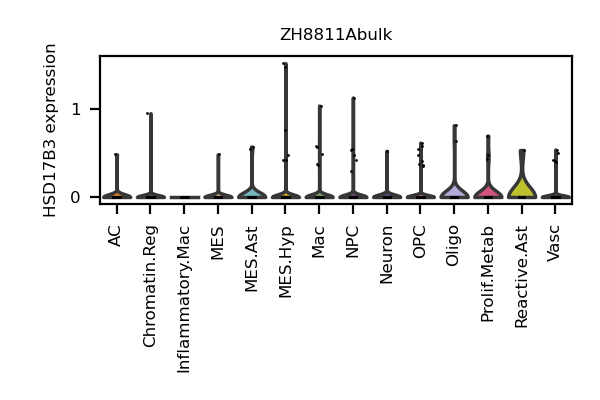 ZH8811Abulk
HSD17B3 expression
1
0
AC
Chromatin.Reg
Inflammatory.Mac
MES
MES.Ast
MES.Hyp
Mac
NPC
Neuron
OPC
Oligo
Prolif.Metab
Reactive.Ast
Vasc